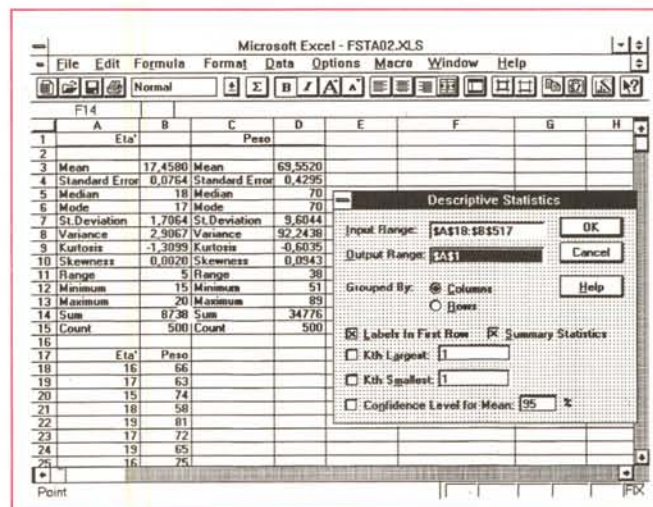 Microsoft Excel - FSTA02.XLS
File Edit Formula Format Data Options Macro Window Help
Normal Σ B I A A
F14
A B C D E F G H
1 Eta' Peso
2
3 Mean 17,4580 Mean 69,5520
4 Standard Error 0,0764 Standard Error 0,4295
5 Median 18 Median 70
6 Mode 17 Mode 70
7 St.Deviation 1,7064 St.Deviation 9,6044
8 Variance 2,9067 Variance 92,2438
9 Kurtosis -1,3099 Kurtosis -0,6035
10 Skewness 0,0020 Skewness 0,0943
11 Range 5 Range 38
12 Minimum 15 Minimum 51
13 Maximum 20 Maximum 89
14 Sum 8738 Sum 34776
15 Count 500 Count 500
16
17 Eta' Peso
18 16 66
19 17 63
20 15 74
21 18 58
22 19 81
23 17 72
24 19 65
25 16 75
Descriptive Statistics
Input Range: $A$18:$B$517
OK
Output Range: $A$1
Cancel
Grouped By: Columns
Help
Rows
Labels In First Row Summary Statistics
Kth Largest: 1
Kth Smallest: 1
Confidence Level for Mean: 95 %
Point
FIX